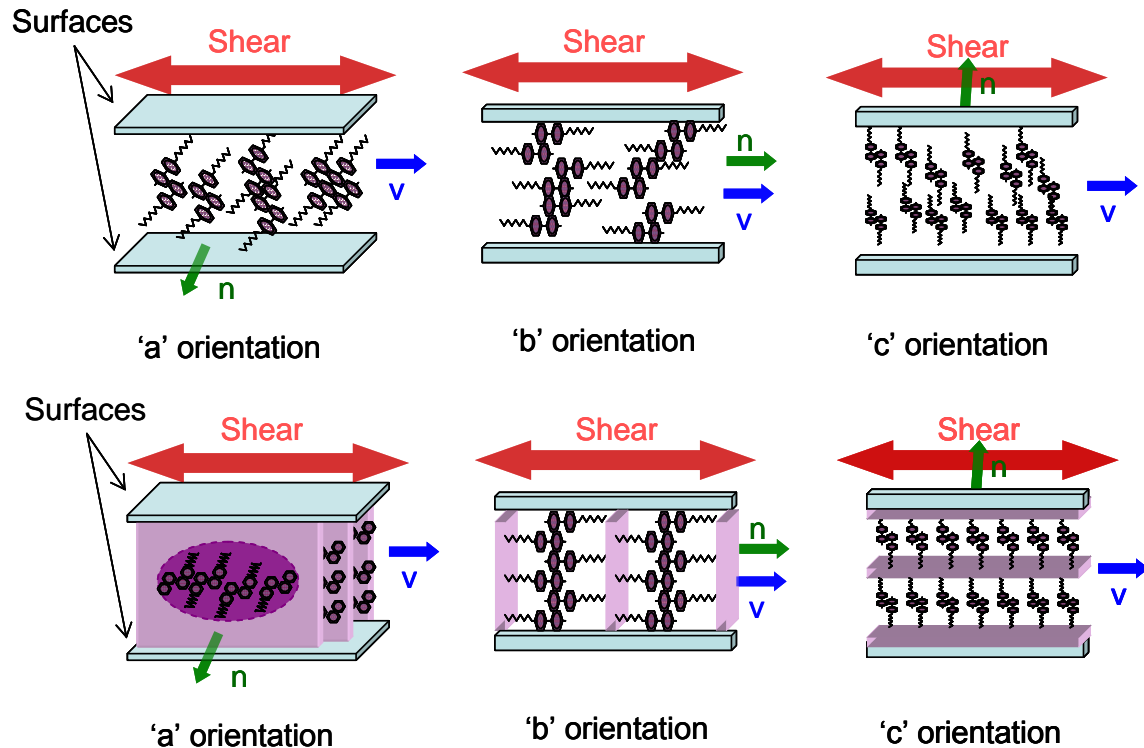 Surfaces
Shear
Shear
Shear
n
n
v
v
n
v
'a' orientation
'b' orientation
'c' orientation
Surfaces
Shear
Shear
Shear
n
n
v
v
v
n
'a' orientation
'b' orientation
'c' orientation